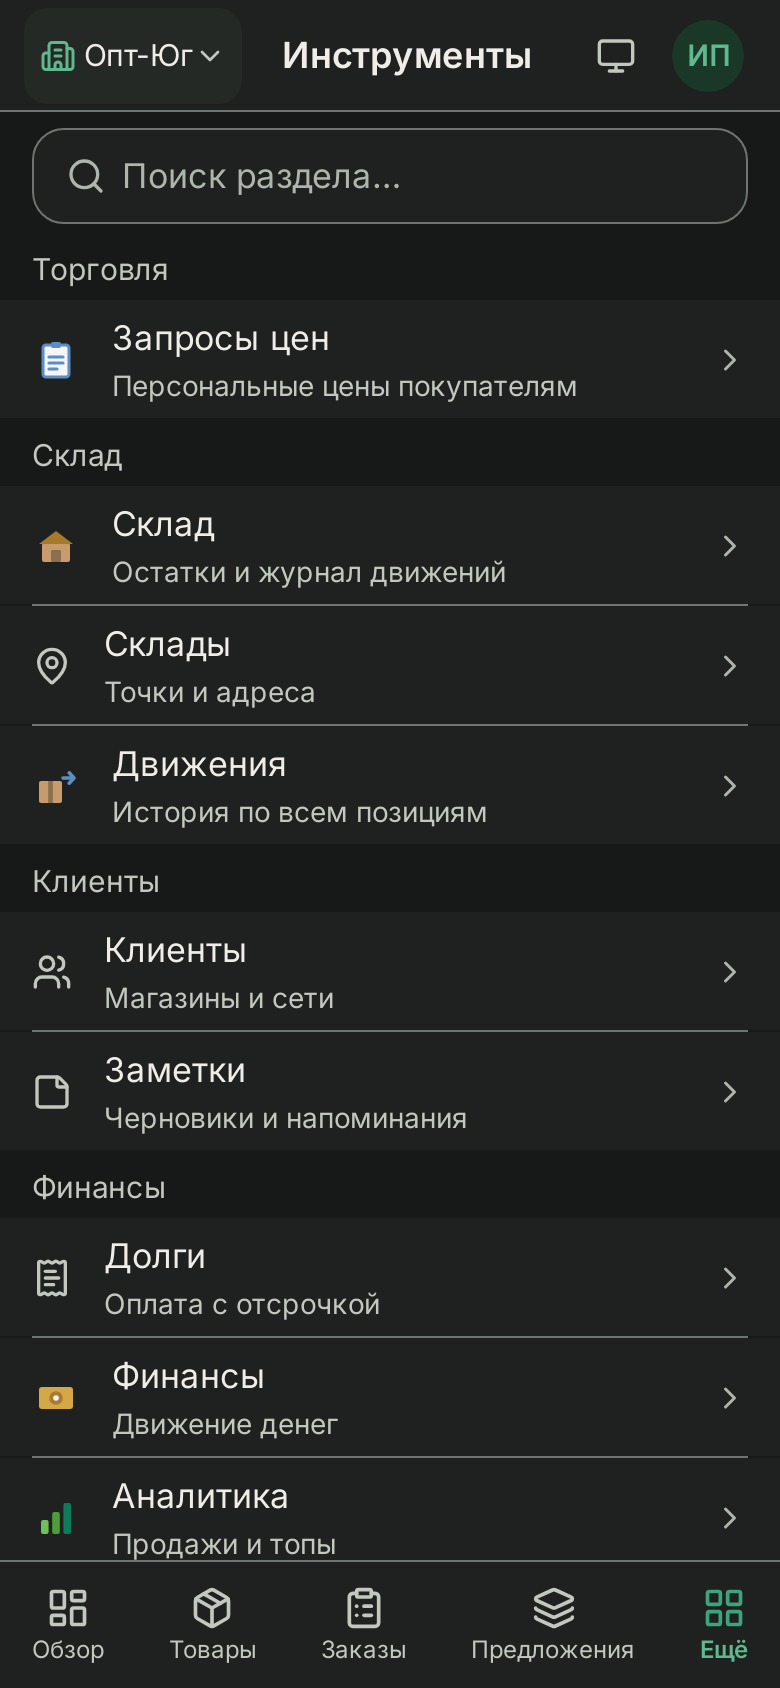 Опт-Юг
Инструменты
ИП
Поиск раздела...
Торговля
Запросы цен
Персональные цены покупателям
Склад
Склад
Остатки и журнал движений
Склады
Точки и адреса
Движения
История по всем позициям
Клиенты
Клиенты
Магазины и сети
Заметки
Черновики и напоминания
Финансы
Долги
Оплата с отсрочкой
Финансы
Движение денег
Аналитика
Продажи и топы
Обзор
Товары
Заказы
Предложения
Ещё